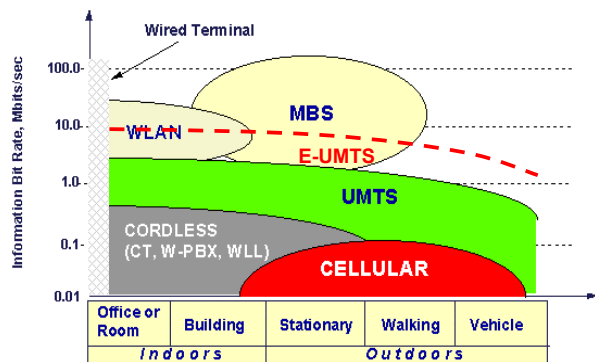 Wired Terminal
Information Bit Rate, Mbits/sec
100.0
10.0
1.0
0.1
0.01
MBS
WLAN
E-UMTS
UMTS
CORDLESS
(CT, W-PBX, WLL)
CELLULAR
Office or
Room
Building
Stationary
Walking
Vehicle
Indoors
Outdoors